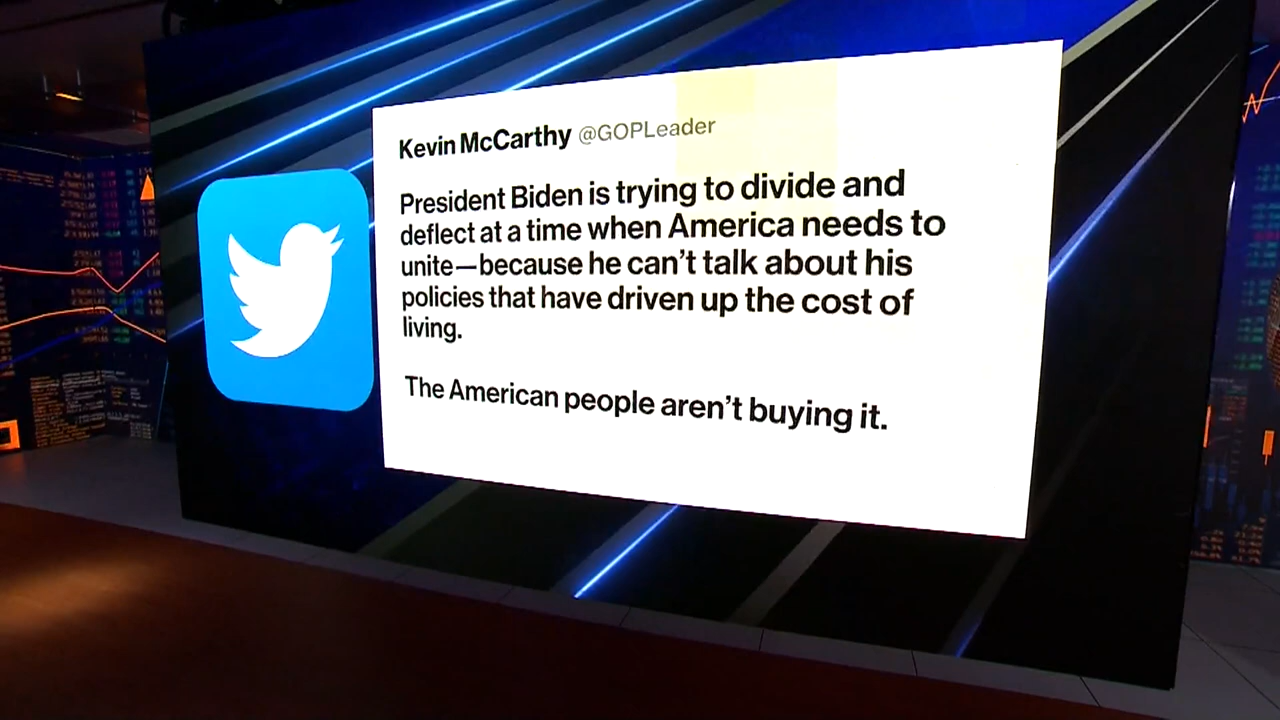 Kevin McCarthy @GOPLeader
President Biden is trying to divide and
deflect at a time when America needs to
unite—because he can't talk about his
policies that have driven up the cost of
living.
The American people aren't buying it.